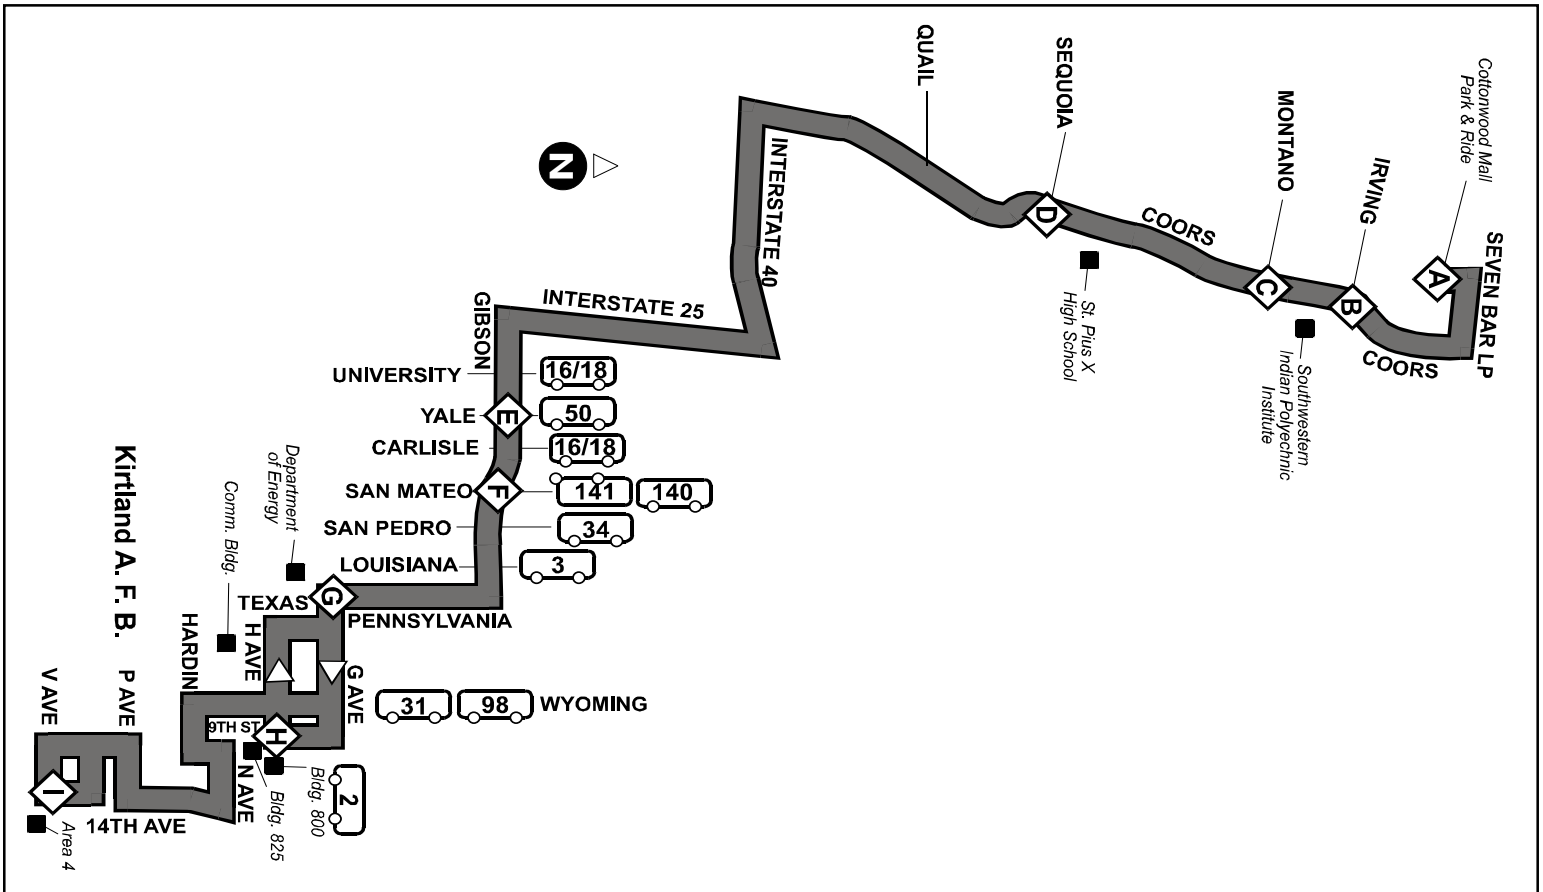 Cottonwood Mall
Park & Ride
SEVEN BAR LP
A
IRVING
B
COORS
MONTANO
C
Southwestern
Indian Polyechnic
Institute
COORS
SEQUOIA
D
St. Pius X
High School
QUAIL
INTERSTATE 40
N
INTERSTATE 25
GIBSON
UNIVERSITY
16/18
YALE
E
50
CARLISLE
16/18
SAN MATEO
F
141
140
SAN PEDRO
34
LOUISIANA
3
PENNSYLVANIA
TEXAS
G
Department
of Energy
Comm. Bldg.
H AVE
G AVE
31
98
WYOMING
HARDIN
9TH ST
H
N AVE
Bldg. 825
Bldg. 800
2
Kirtland A. F. B.
P AVE
V AVE
14TH AVE
I
Area 4